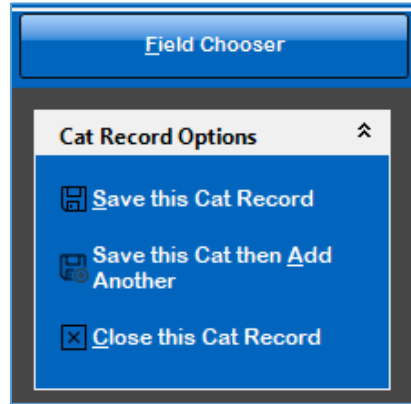 Field Chooser
Cat Record Options
Save this Cat Record
Save this Cat then Add
Another
Close this Cat Record